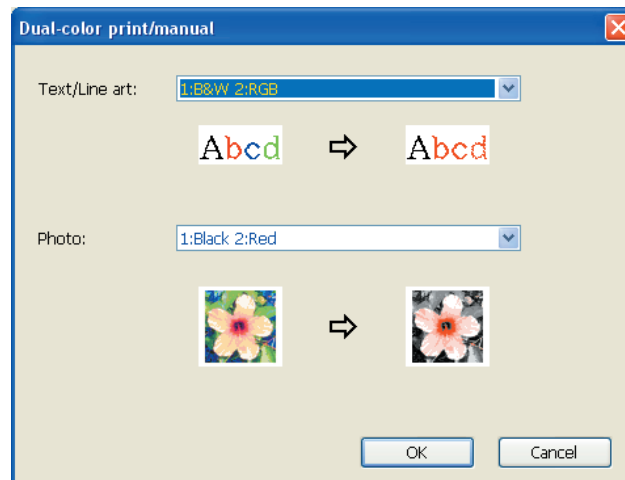 Dual-color print/manual
Text/Line art: 1:B&W 2:RGB
Abcd Abcd
Photo: 1:Black 2:Red
OK Cancel